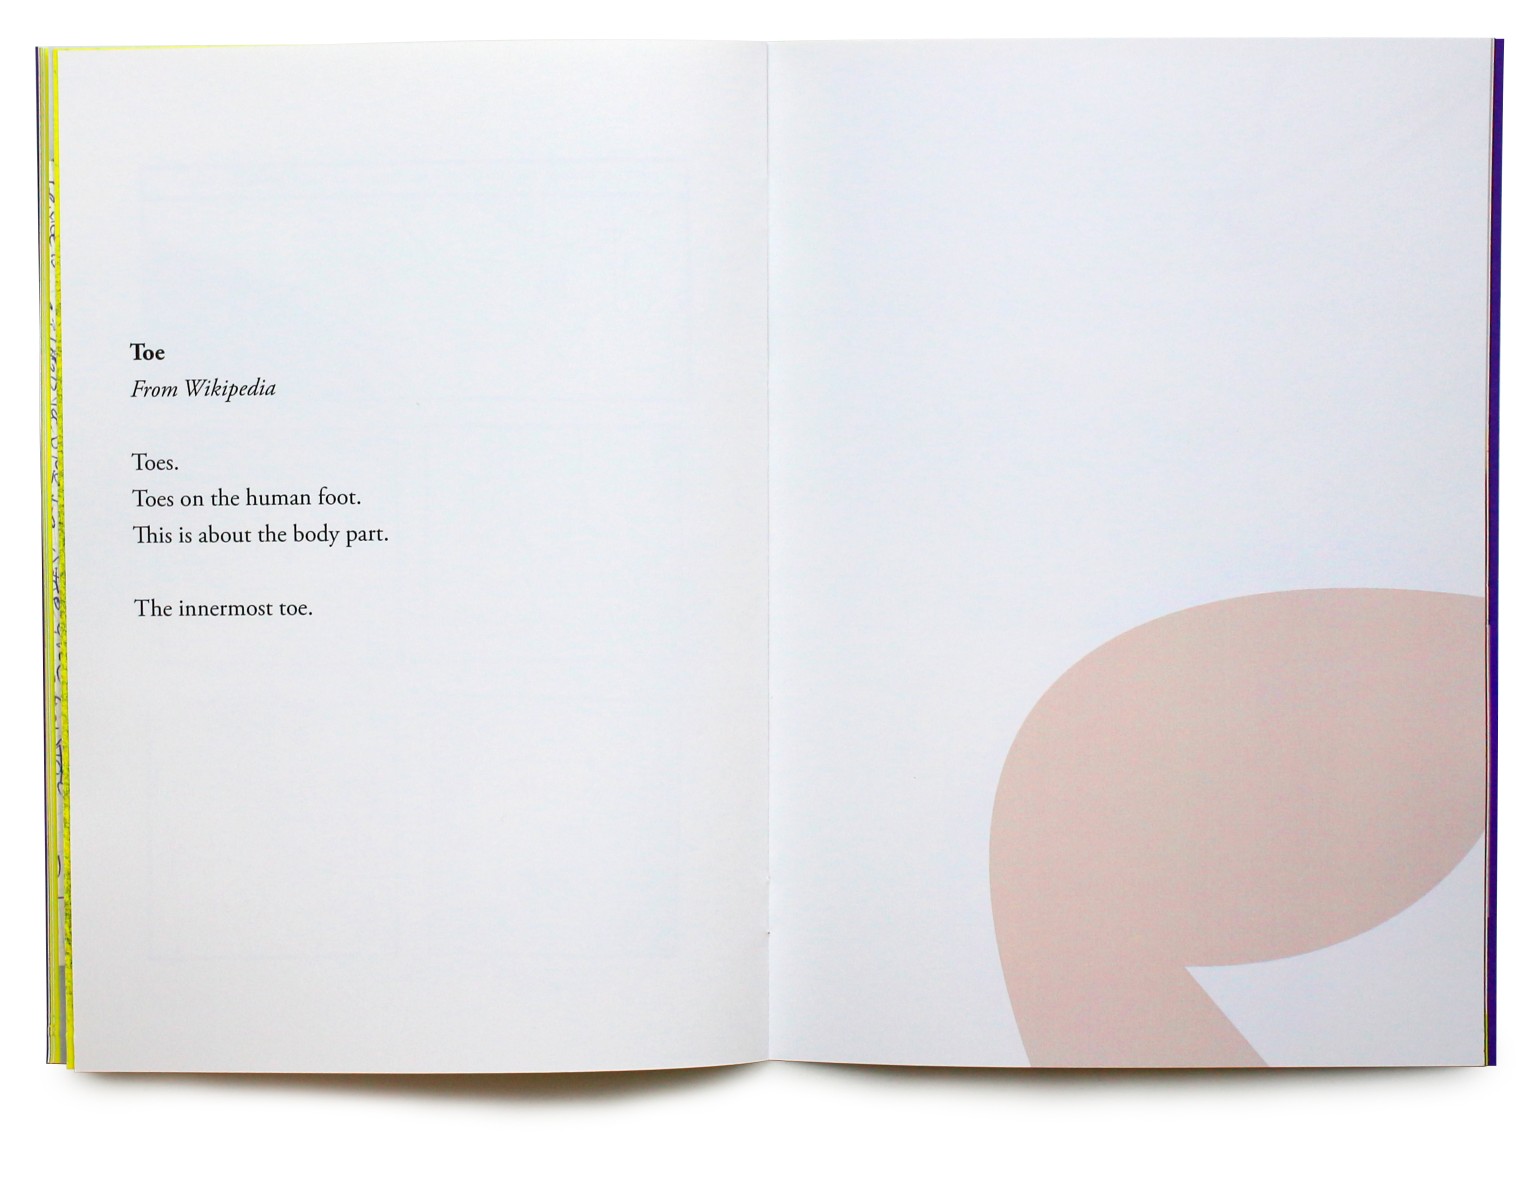 Toe
From Wikipedia
Toes.
Toes on the human foot.
This is about the body part.
The innermost toe.